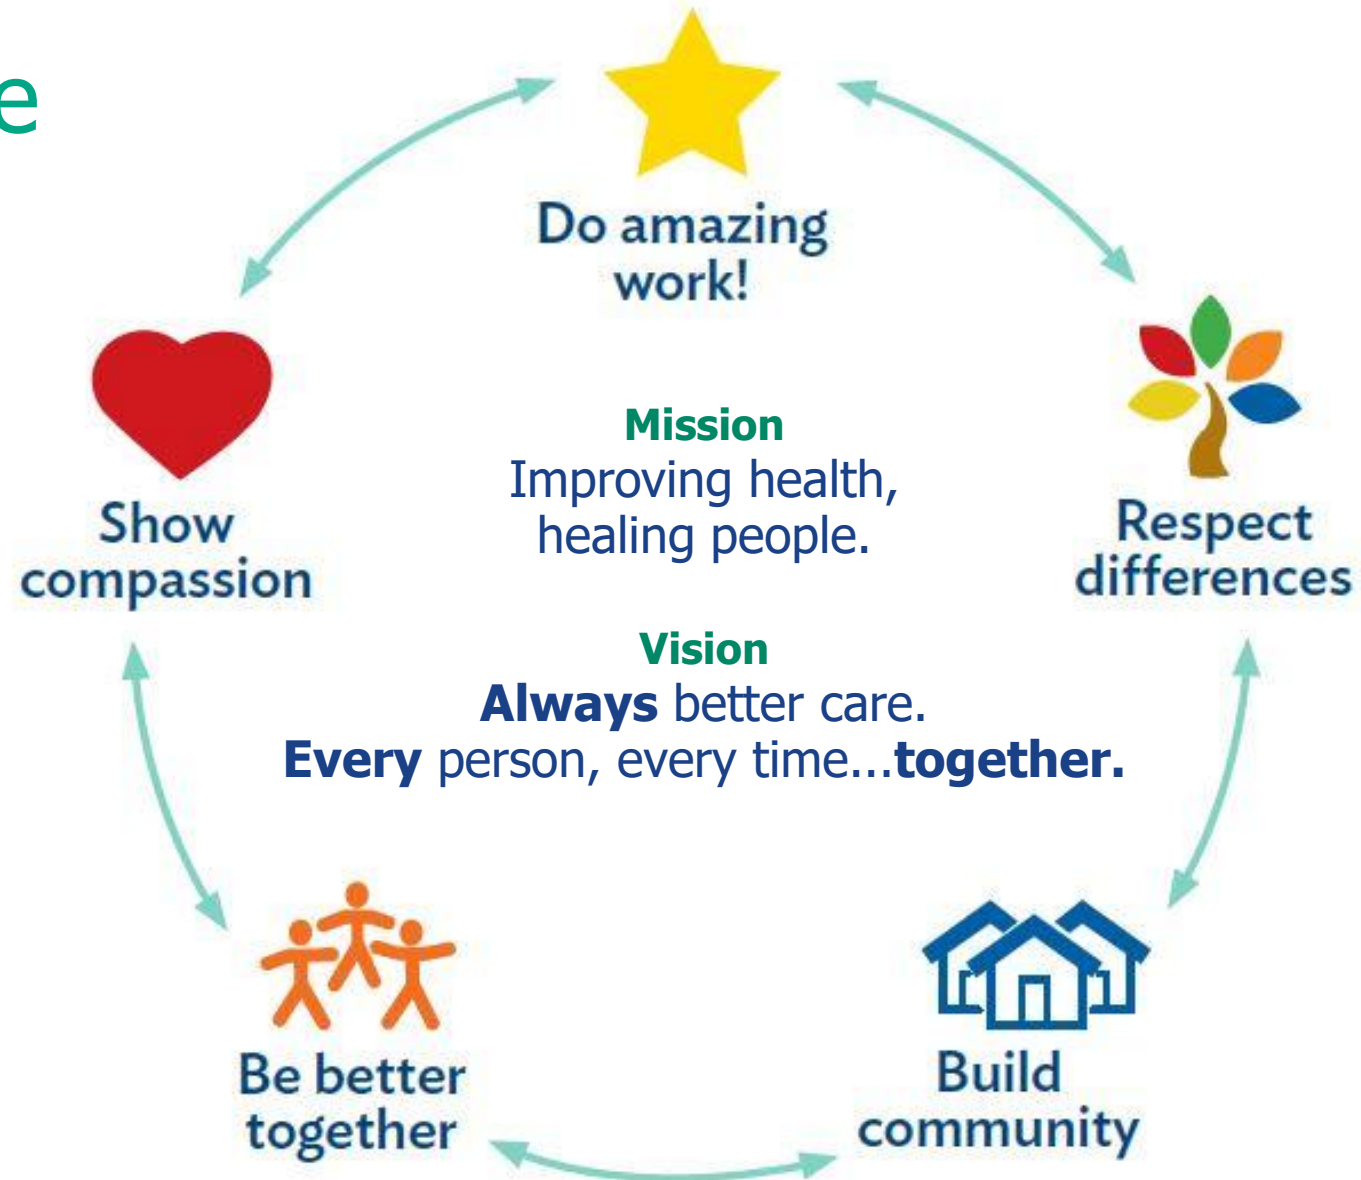 e
Do amazing
work!
Mission
Improving health,
healing people.
Show
compassion
Respect
differences
Vision
Always better care.
Every person, every time...together.
Be better
together
Build
community